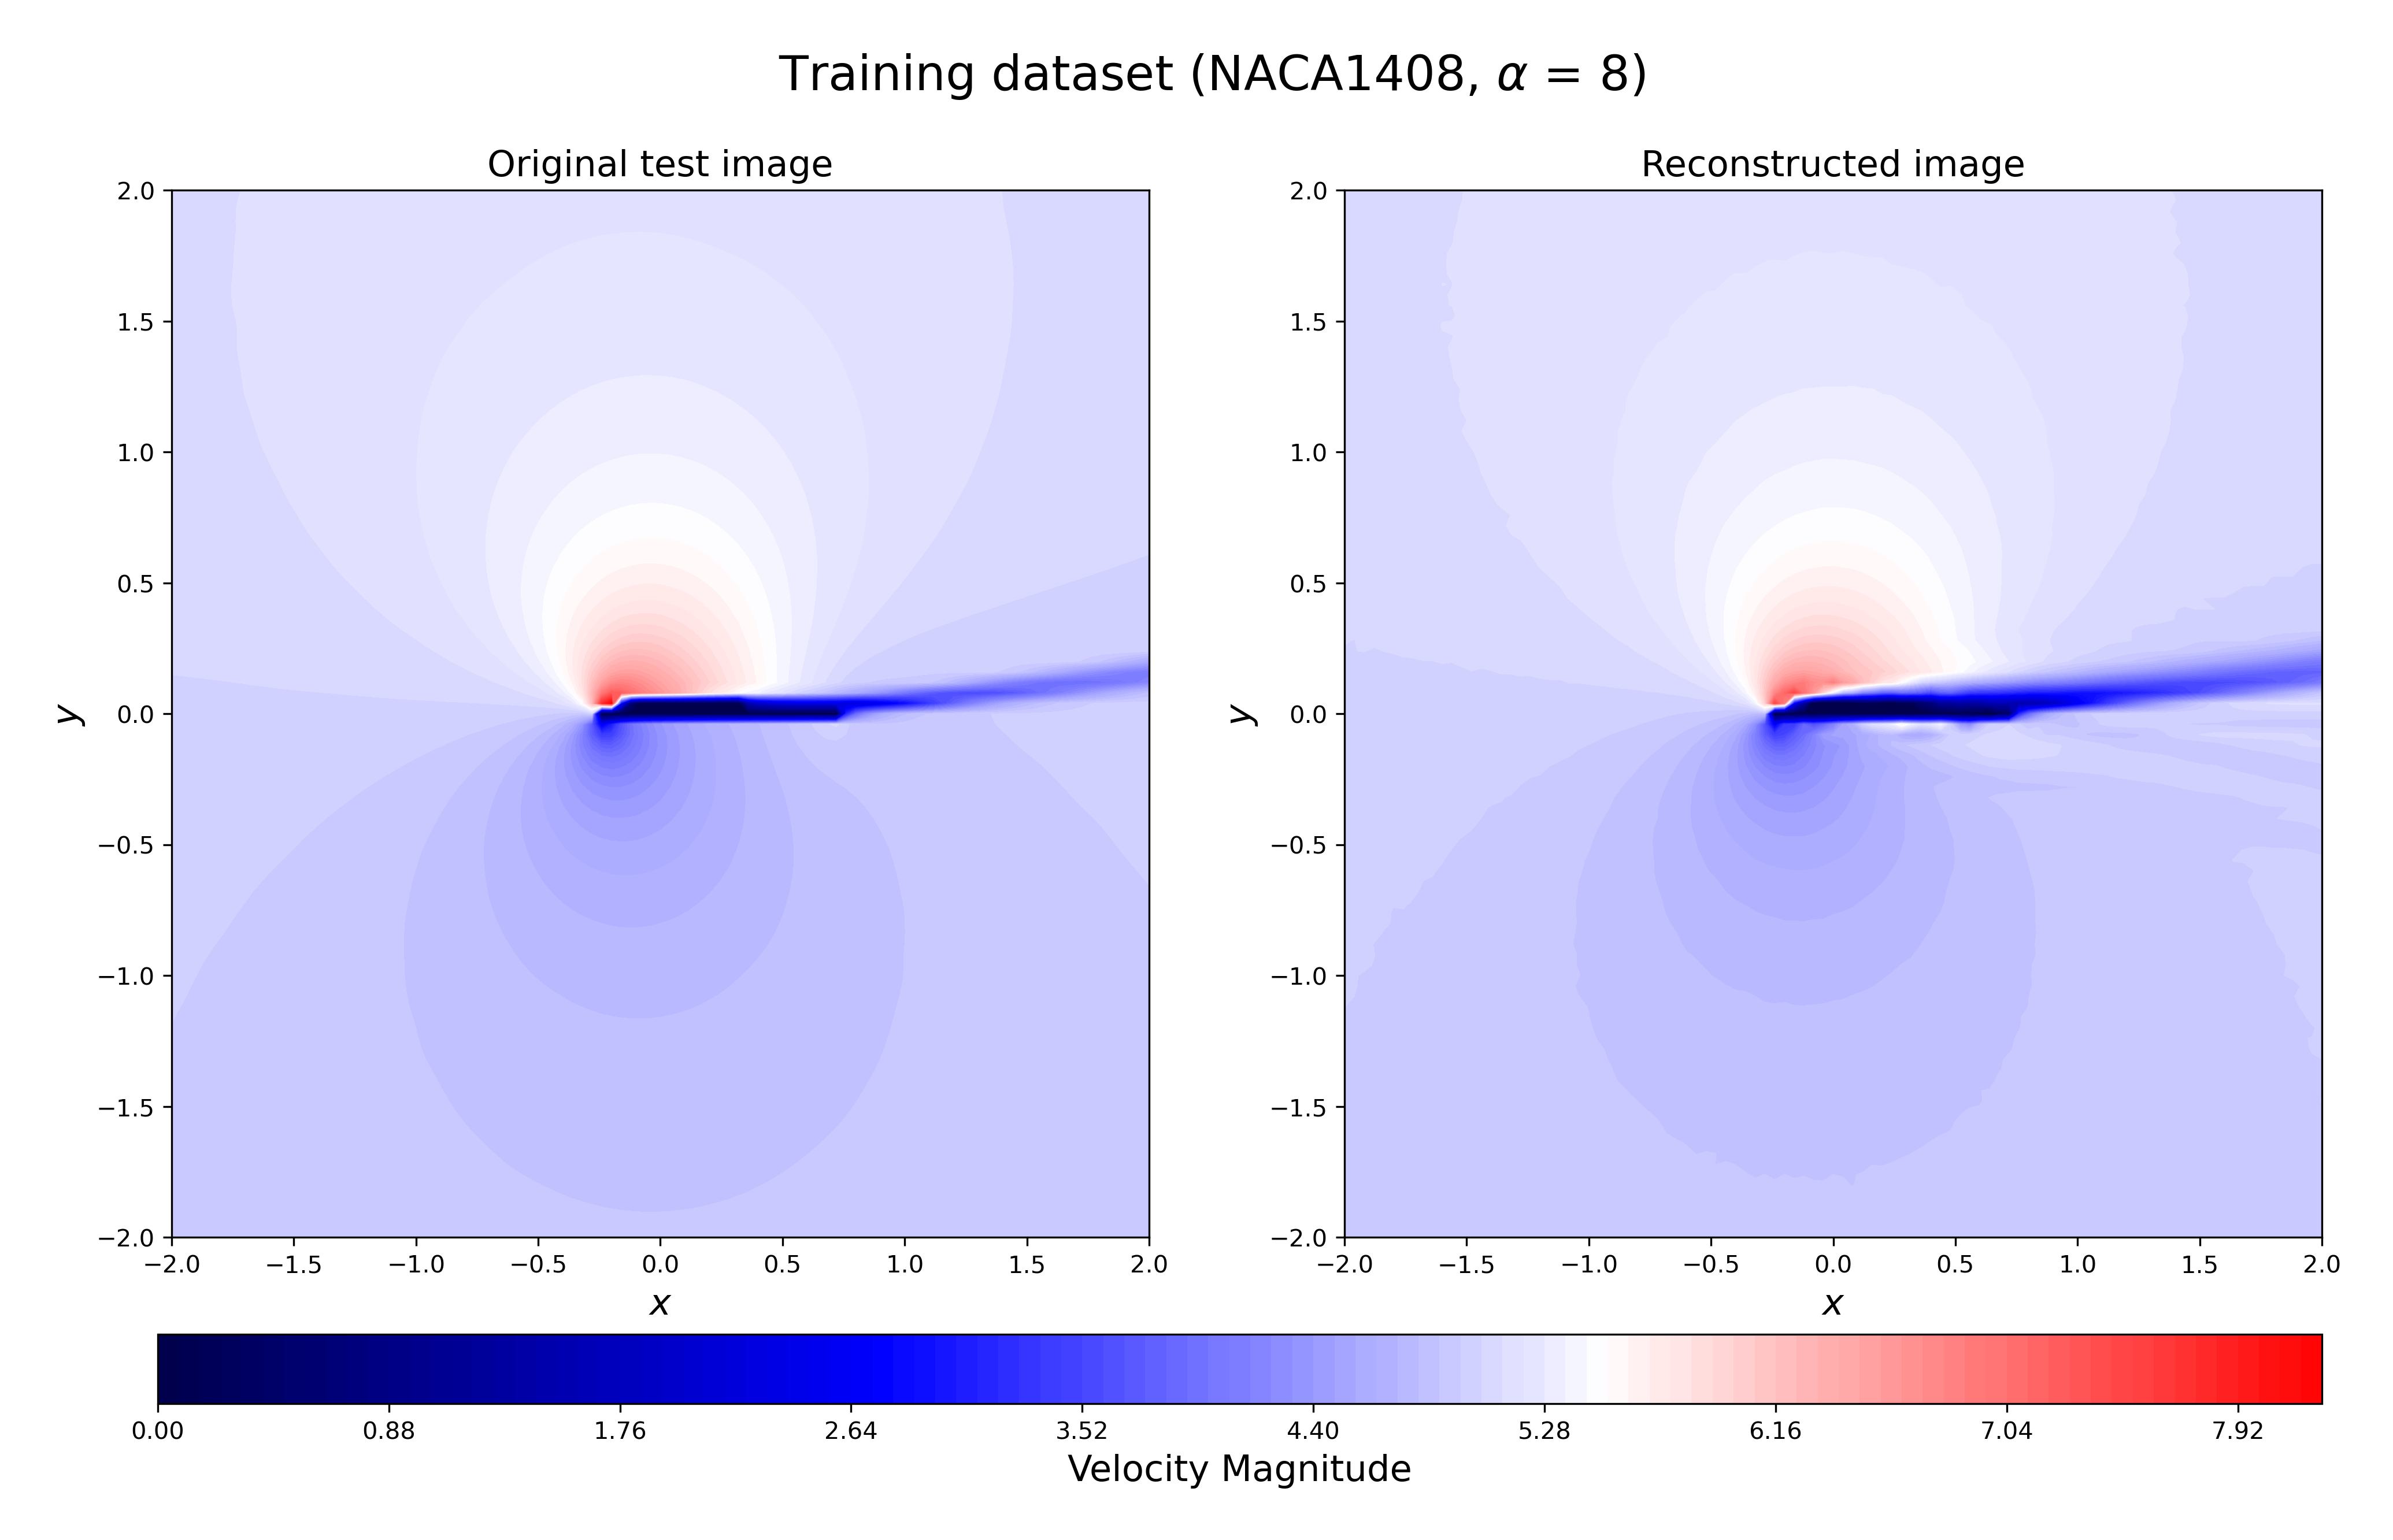 Training dataset (NACA1408, α = 8)
Original test image
Reconstructed image
2.0
1.5
1.0
0.5
0.0
−0.5
−1.0
−1.5
−2.0
y
−2.0 −1.5 −1.0 −0.5 0.0 0.5 1.0 1.5 2.0
x
2.0
1.5
1.0
0.5
0.0
−0.5
−1.0
−1.5
−2.0
y
−2.0 −1.5 −1.0 −0.5 0.0 0.5 1.0 1.5 2.0
x
0.00 0.88 1.76 2.64 3.52 4.40 5.28 6.16 7.04 7.92
Velocity Magnitude